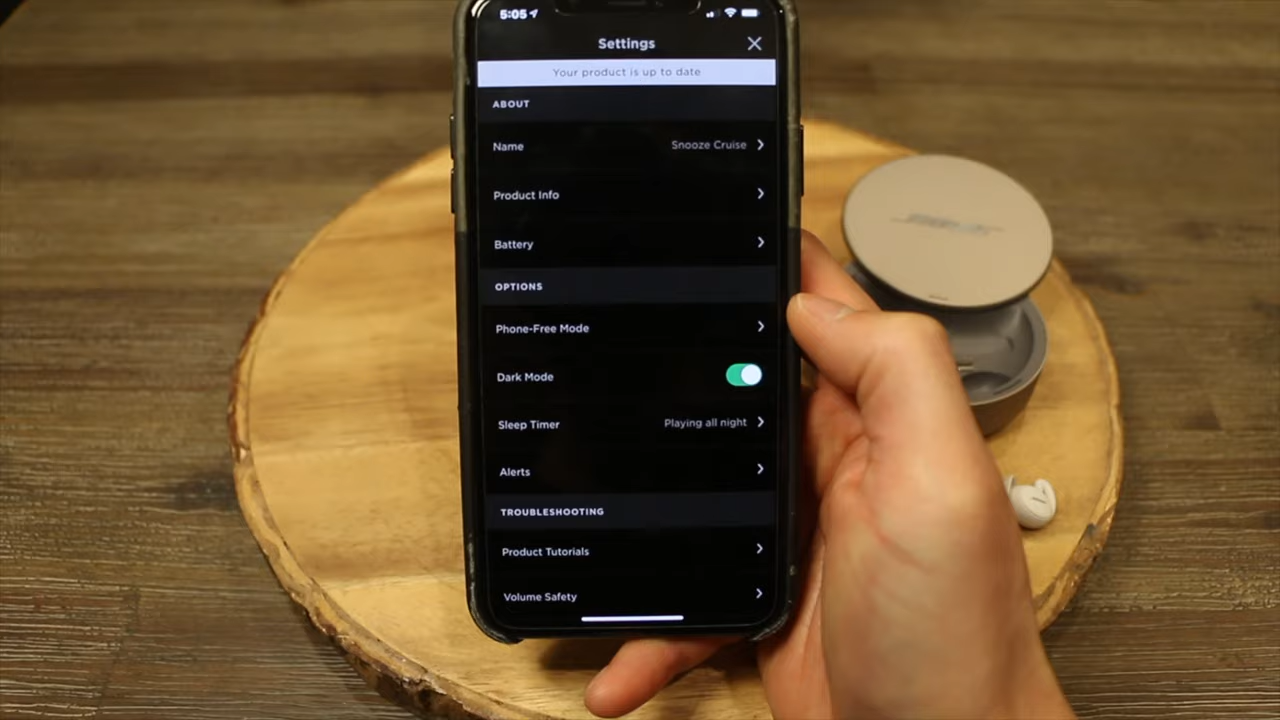 5:05
Settings
Your product is up to date
ABOUT
Name Snooze Cruise
Product Info
Battery
OPTIONS
Phone-Free Mode
Dark Mode
Sleep Timer Playing all night
Alerts
TROUBLESHOOTING
Product Tutorials
Volume Safety